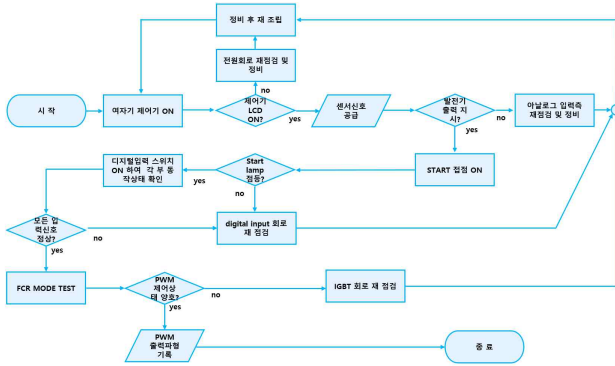 정비 후 재 조립
전원회로 재점검 및
정비
no
시 작
여자기 제어기 ON
제어기
LCD
ON?
yes
센서신호
공급
발전기
출력 지
시?
no
아날로그 입력측
재점검 및 정비
yes
디지털입력 스위치
ON 하여 각 부 동
작상태 확인
yes
Start
lamp
점등?
START 접점 ON
no
모든 입
력신호
정상?
no
digital input 회로
재 점검
yes
FCR MODE TEST
PWM
제어상
태 양호?
no
IGBT 회로 재 점검
yes
PWM
출력파형
기록
종 료